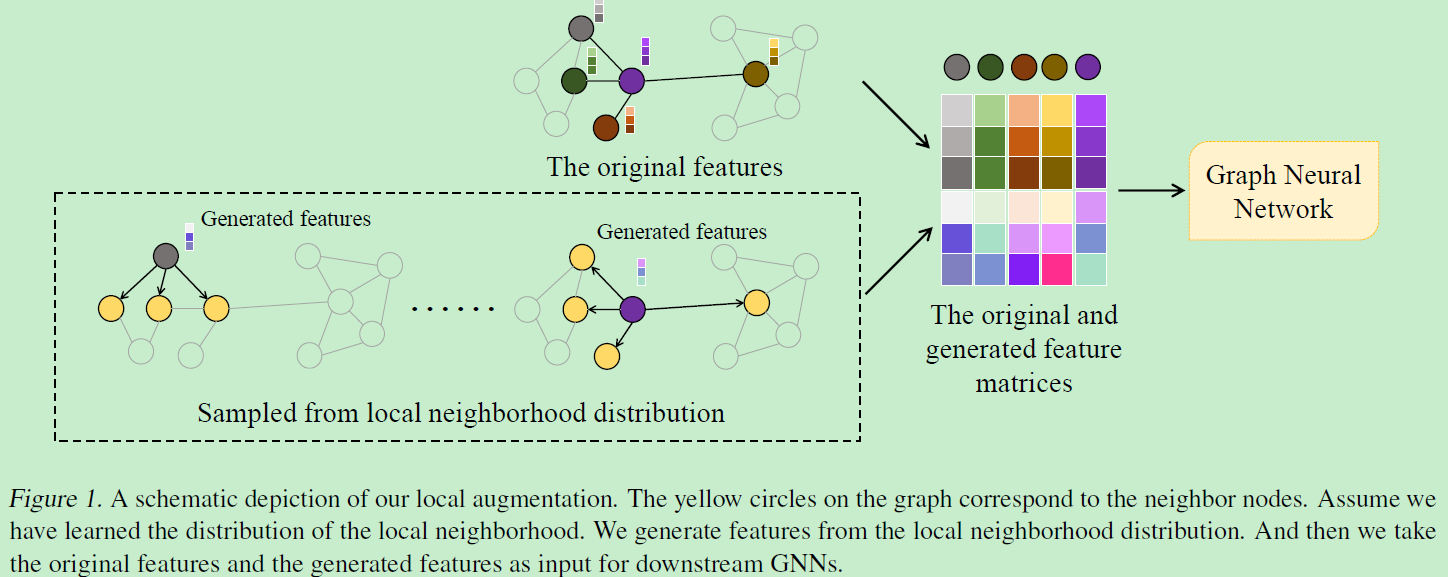 The original features
Generated features
Generated features
......
Sampled from local neighborhood distribution
The original and
generated feature
matrices
Graph Neural
Network
Figure 1. A schematic depiction of our local augmentation. The yellow circles on the graph correspond to the neighbor nodes. Assume we
have learned the distribution of the local neighborhood. We generate features from the local neighborhood distribution. And then we take
the original features and the generated features as input for downstream GNNs.